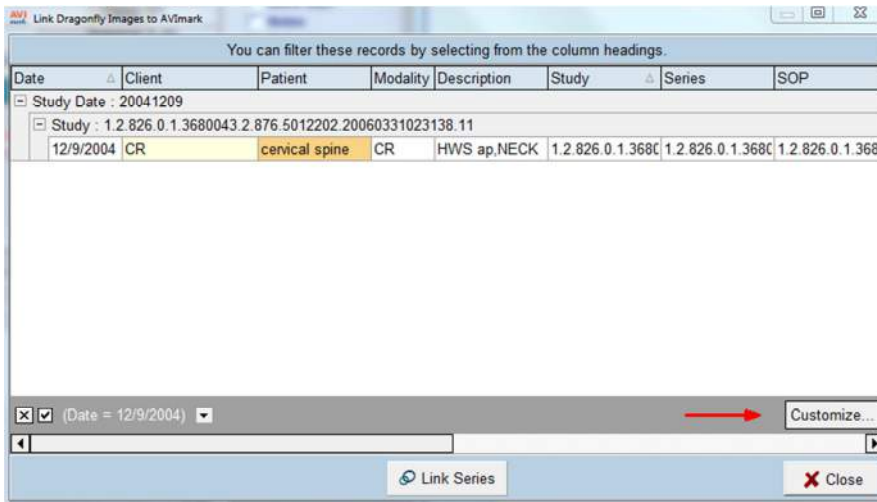 AVI mark Link Dragonfly Images to AVImark
You can filter these records by selecting from the column headings.
Date Client Patient Modality Description Study Series SOP
Study Date : 20041209
Study : 1.2.826.0.1.3680043.2.876.5012202.20060331023138.11
12/9/2004 CR cervical spine CR HWS ap,NECK 1.2.826.0.1.3680 1.2.826.0.1.3680 1.2.826.0.1.368
(Date = 12/9/2004) Customize...
Link Series Close